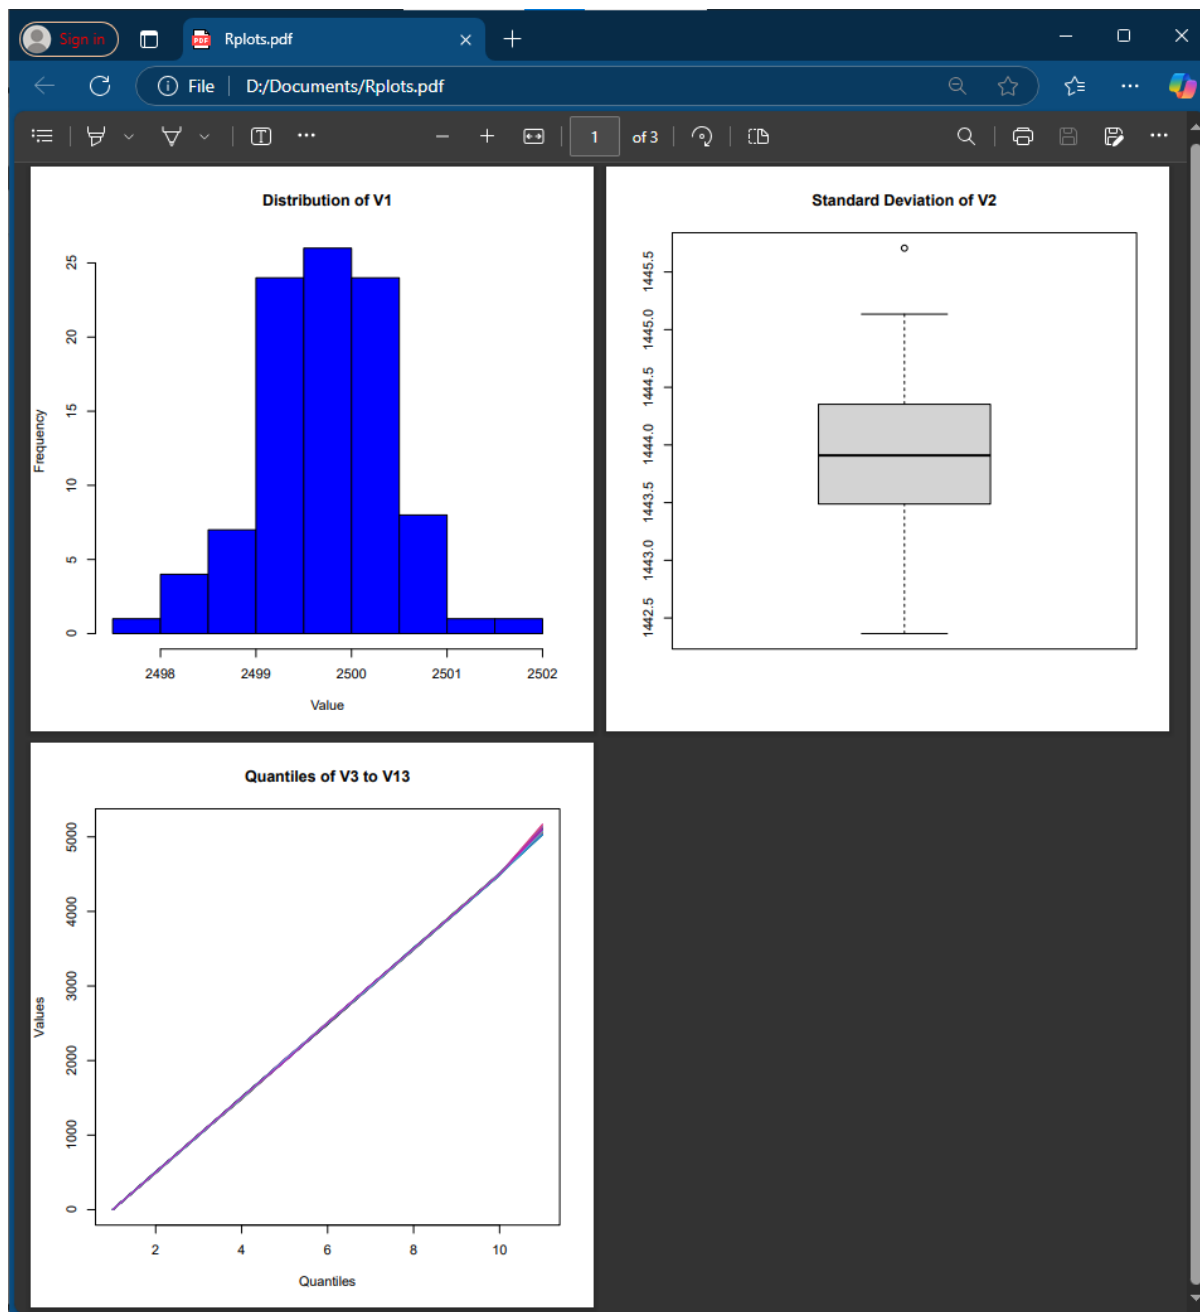 Sign in
Rplots.pdf
PDF
File
D:/Documents/Rplots.pdf
1 of 3
Distribution of V1
Frequency
25
20
15
10
5
0
2498 2499 2500 2501 2502
Value
Standard Deviation of V2
1445.5
1445.0
1444.5
1444.0
1443.5
1443.0
1442.5
Quantiles of V3 to V13
Values
5000
4000
3000
2000
1000
0
2 4 6 8 10
Quantiles